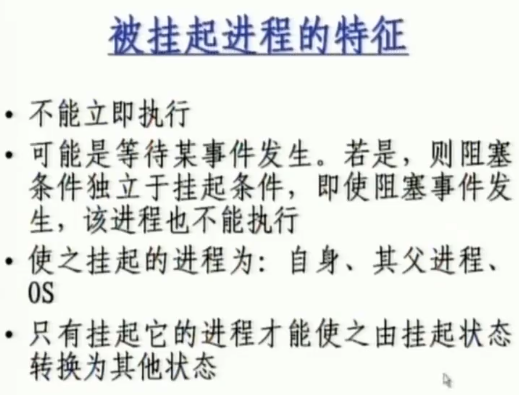 被挂起进程的特征
• 不能立即执行
• 可能是等待某事件发生。若是，则阻塞
条件独立于挂起条件，即使阻塞事件发
生，该进程也不能执行
• 使之挂起的进程为：自身、其父进程、
OS
• 只有挂起它的进程才能使之由挂起状态
转换为其他状态